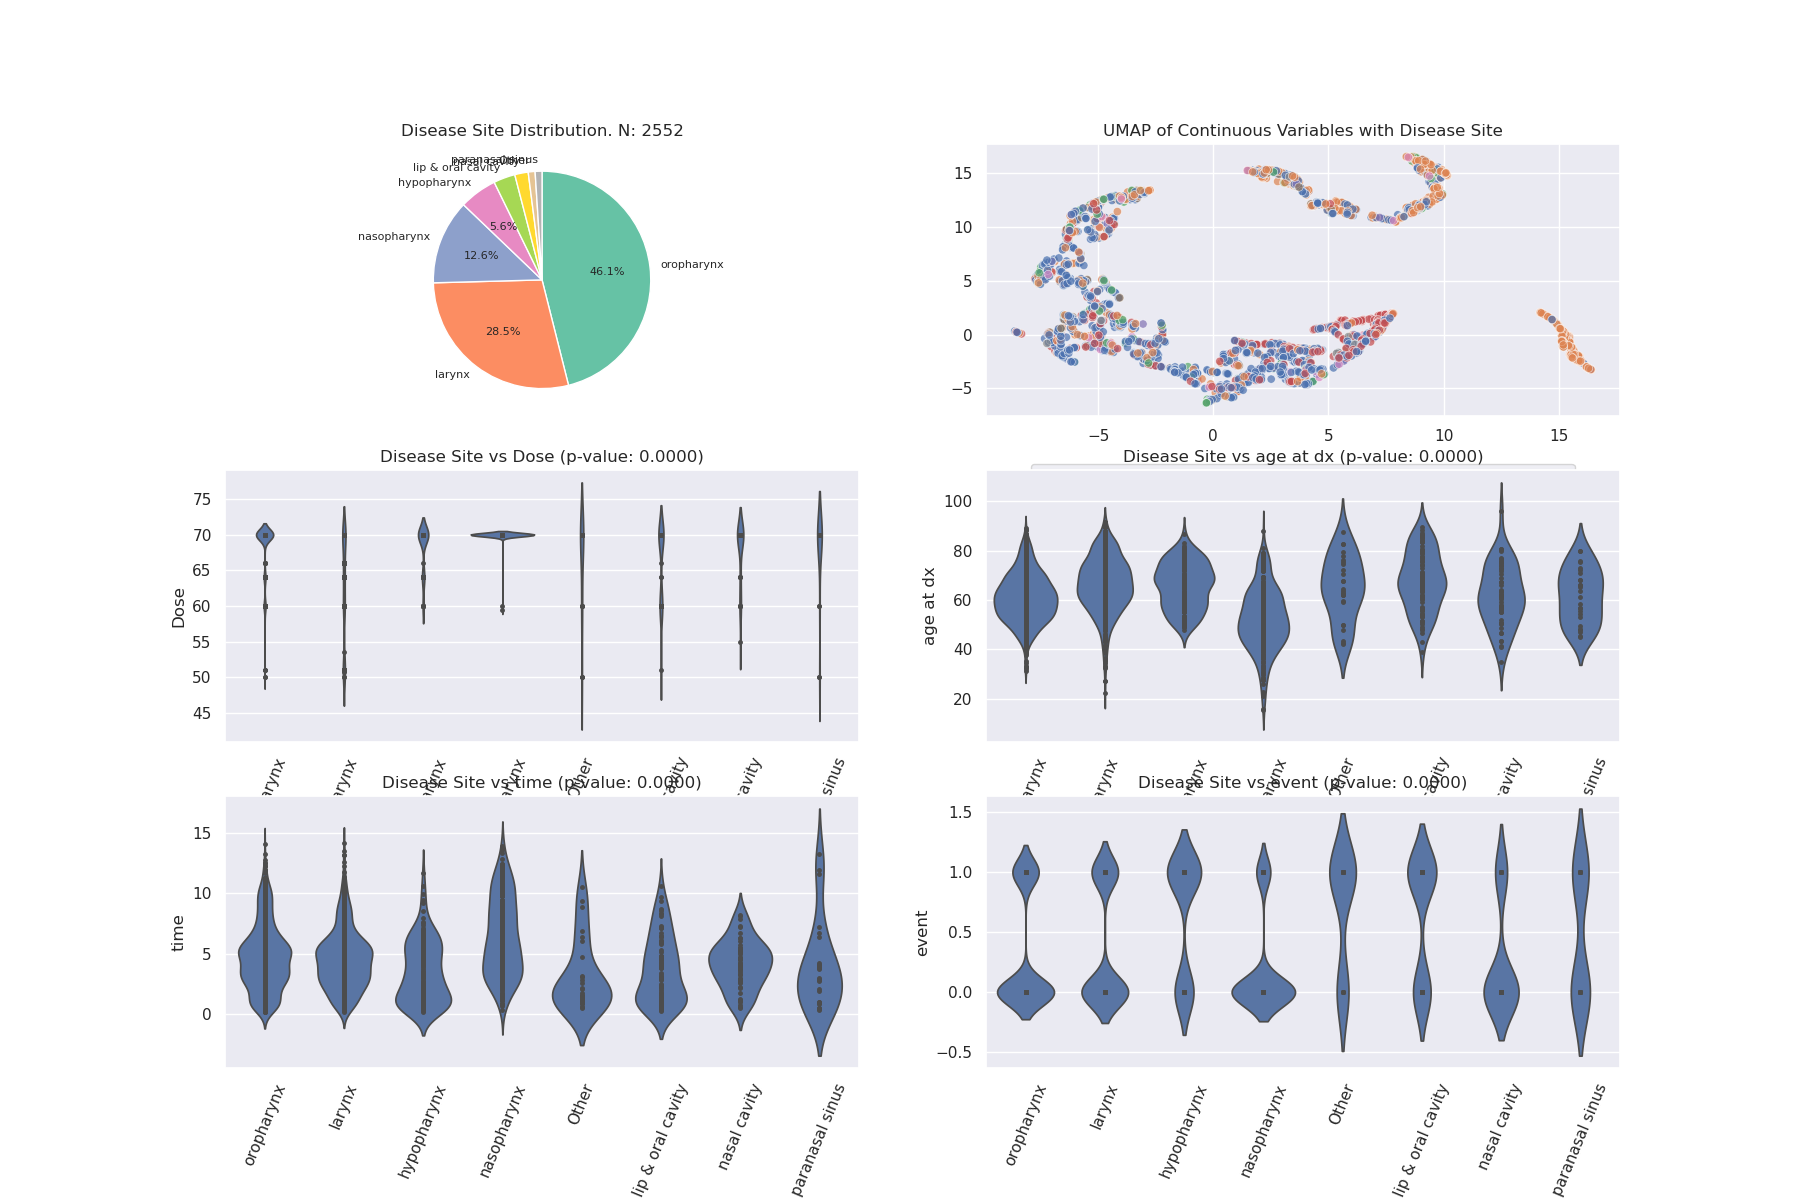 Disease Site Distribution. N: 2552
lip & oral cavity
hypopharynx
nasopharynx
larynx
oropharynx
46.1%
28.5%
12.6%
5.6%
UMAP of Continuous Variables with Disease Site
15
10
5
0
−5
−5 0 5 10 15
Disease Site vs Dose (p-value: 0.0000)
Dose
75
70
65
60
55
50
45
Disease Site vs age at dx (p-value: 0.0000)
age at dx
100
80
60
40
20
Disease Site vs time (p-value: 0.0000)
time
15
10
5
0
oropharynx
larynx
hypopharynx
nasopharynx
Other
lip & oral cavity
nasal cavity
paranasal sinus
Disease Site vs event (p-value: 0.0000)
event
1.5
1.0
0.5
0.0
−0.5
oropharynx
larynx
hypopharynx
nasopharynx
Other
lip & oral cavity
nasal cavity
paranasal sinus